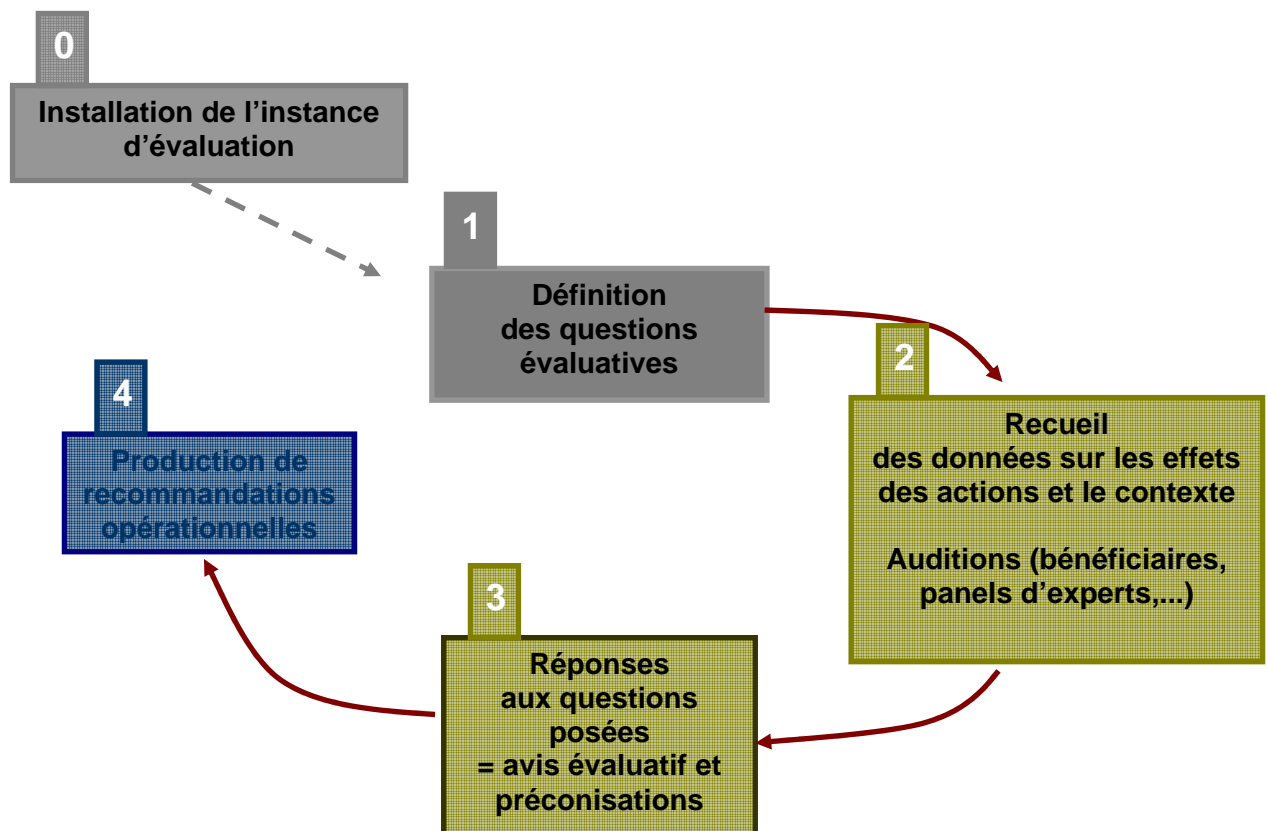 0
Installation de l’instance
d’évaluation
1
Définition
des questions
évaluatives
2
Recueil
des données sur les effets
des actions et le contexte
Auditions (bénéficiaires,
panels d’experts,...)
3
Réponses
aux questions
posées
= avis évaluatif et
préconisations
4
Production de
recommandations
opérationnelles